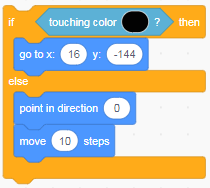 if touching color ? then
go to x: 16 y: -144
else
point in direction 0
move 10 steps